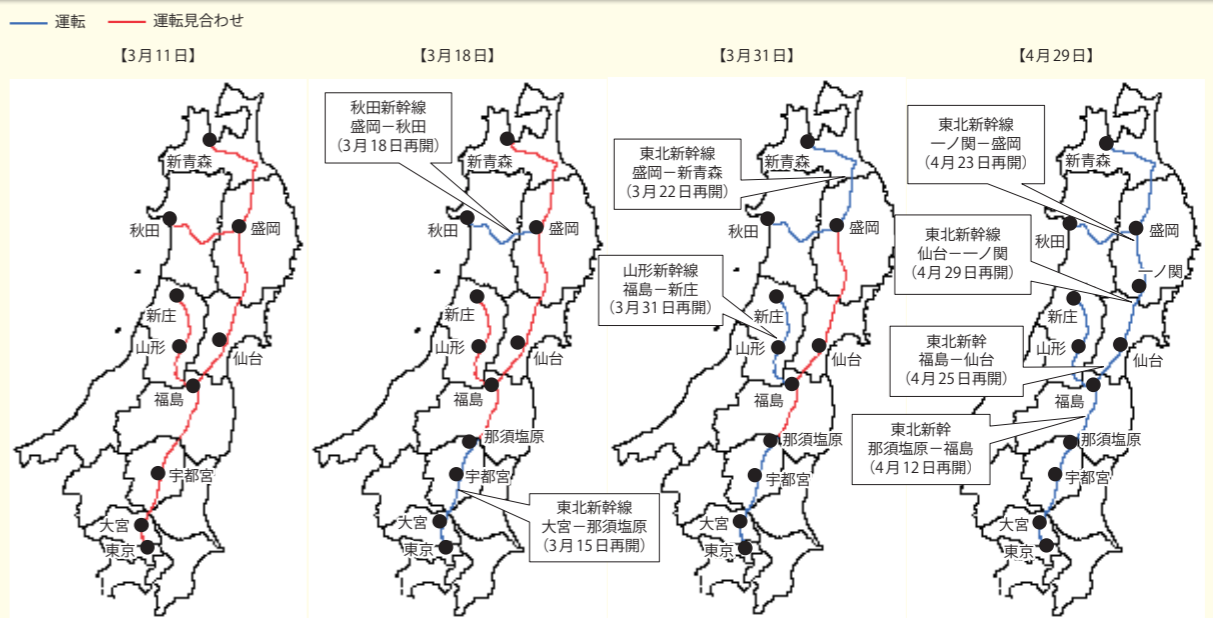 運転 運転見合わせ
【3月11日】
新青森
秋田
盛岡
新庄
山形
仙台
福島
宇都宮
大宮
東京
【3月18日】
秋田新幹線
盛岡－秋田
（3月18日再開）
新青森
秋田
盛岡
新庄
山形
仙台
福島
那須塩原
宇都宮
大宮
東京
東北新幹線
大宮－那須塩原
（3月15日再開）
【3月31日】
新青森
東北新幹線
盛岡－新青森
（3月22日再開）
秋田
盛岡
山形新幹線
福島－新庄
（3月31日再開）
新庄
山形
仙台
福島
那須塩原
宇都宮
大宮
東京
【4月29日】
東北新幹線
一ノ関－盛岡
（4月23日再開）
新青森
秋田
盛岡
東北新幹線
仙台－一ノ関
（4月29日再開）
一ノ関
新庄
山形
仙台
東北新幹
福島－仙台
（4月25日再開）
福島
東北新幹
那須塩原－福島
（4月12日再開）
那須塩原
宇都宮
大宮
東京